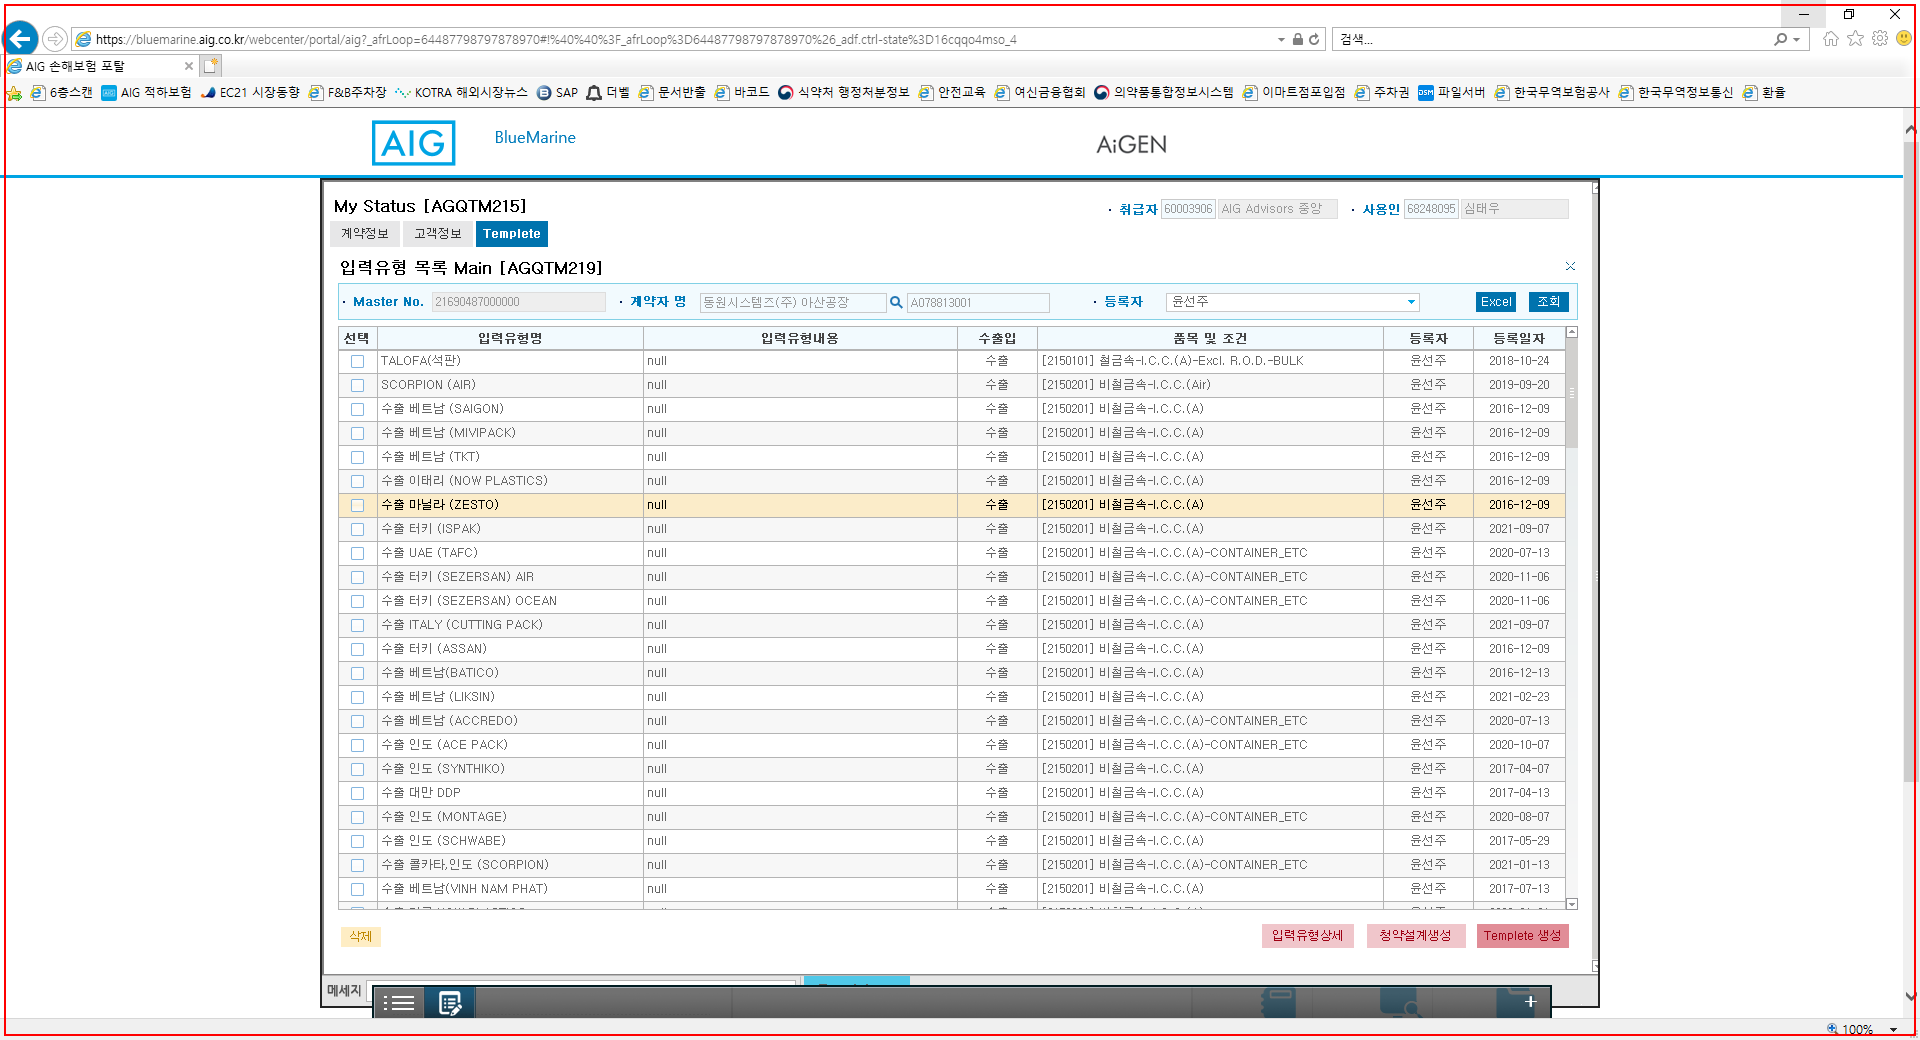 https://bluemarine.aig.co.kr/webcenter/portal/aig?_afrLoop=64487798797878970#!%40%40%3F_afrLoop%3D64487798797878970%26_adf.ctrl-state%3D16cqqo4mso_4
검색...
AIG 손해보험 포탈
6층스캔 AIG 적하보험 EC21 시장동향 F&B주차장 KOTRA 해외시장뉴스 SAP 더벨 문서반출 바코드 식약처 행정처분정보 안전교육 여신금융협회 의약품통합정보시스템 이마트점포입점 주차권 파일서버 한국무역보험공사 한국무역정보통신 환율
AIG BlueMarine AiGEN
My Status [AGQTM215]
· 취급자 60003906 AIG Advisors 중앙 · 사용인 68248095 심태우
계약정보 고객정보 Templete
입력유형 목록 Main [AGQTM219]
· Master No. 21690487000000 · 계약자 명 동원시스템즈(주) 아산공장 A078813001 · 등록자 윤선주 Excel 조회
선택 입력유형명 입력유형내용 수출입 품목 및 조건 등록자 등록일자
TALOFA(석판) null 수출 [2150101] 철금속-I.C.C.(A)-Excl. R.O.D.-BULK 윤선주 2018-10-24
SCORPION (AIR) null 수출 [2150201] 비철금속-I.C.C.(Air) 윤선주 2019-09-20
수출 베트남 (SAIGON) null 수출 [2150201] 비철금속-I.C.C.(A) 윤선주 2016-12-09
수출 베트남 (MIVIPACK) null 수출 [2150201] 비철금속-I.C.C.(A) 윤선주 2016-12-09
수출 베트남 (TKT) null 수출 [2150201] 비철금속-I.C.C.(A) 윤선주 2016-12-09
수출 이태리 (NOW PLASTICS) null 수출 [2150201] 비철금속-I.C.C.(A) 윤선주 2016-12-09
수출 마닐라 (ZESTO) null 수출 [2150201] 비철금속-I.C.C.(A) 윤선주 2016-12-09
수출 터키 (ISPAK) null 수출 [2150201] 비철금속-I.C.C.(A) 윤선주 2021-09-07
수출 UAE (TAFC) null 수출 [2150201] 비철금속-I.C.C.(A)-CONTAINER_ETC 윤선주 2020-07-13
수출 터키 (SEZERSAN) AIR null 수출 [2150201] 비철금속-I.C.C.(A)-CONTAINER_ETC 윤선주 2020-11-06
수출 터키 (SEZERSAN) OCEAN null 수출 [2150201] 비철금속-I.C.C.(A)-CONTAINER_ETC 윤선주 2020-11-06
수출 ITALY (CUTTING PACK) null 수출 [2150201] 비철금속-I.C.C.(A) 윤선주 2021-09-07
수출 터키 (ASSAN) null 수출 [2150201] 비철금속-I.C.C.(A) 윤선주 2016-12-09
수출 베트남(BATICO) null 수출 [2150201] 비철금속-I.C.C.(A) 윤선주 2016-12-13
수출 베트남 (LIKSIN) null 수출 [2150201] 비철금속-I.C.C.(A) 윤선주 2021-02-23
수출 베트남 (ACCREDO) null 수출 [2150201] 비철금속-I.C.C.(A)-CONTAINER_ETC 윤선주 2020-07-13
수출 인도 (ACE PACK) null 수출 [2150201] 비철금속-I.C.C.(A)-CONTAINER_ETC 윤선주 2020-10-07
수출 인도 (SYNTHIKO) null 수출 [2150201] 비철금속-I.C.C.(A) 윤선주 2017-04-07
수출 대만 DDP null 수출 [2150201] 비철금속-I.C.C.(A) 윤선주 2017-04-13
수출 인도 (MONTAGE) null 수출 [2150201] 비철금속-I.C.C.(A)-CONTAINER_ETC 윤선주 2020-08-07
수출 인도 (SCHWABE) null 수출 [2150201] 비철금속-I.C.C.(A) 윤선주 2017-05-29
수출 콜카타,인도 (SCORPION) null 수출 [2150201] 비철금속-I.C.C.(A)-CONTAINER_ETC 윤선주 2021-01-13
수출 베트남(VINH NAM PHAT) null 수출 [2150201] 비철금속-I.C.C.(A) 윤선주 2017-07-13
삭제 입력유형상세 청약설계생성 Templete 생성
메세지
100%